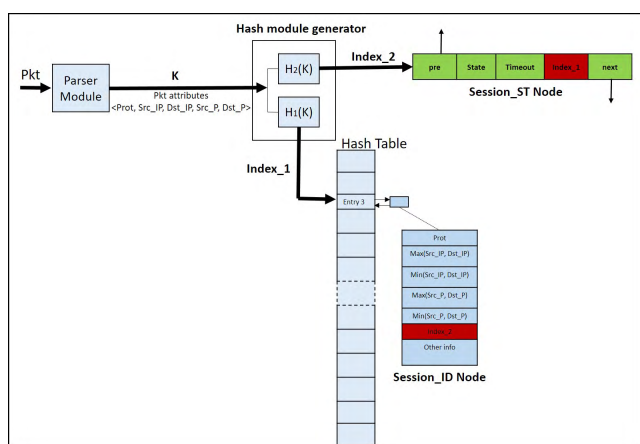 Hash module generator
Pkt
Parser
Module
K
Pkt attributes
<Prot, Src_IP, Dst_IP, Src_P, Dst_P>
H2(K)
H1(K)
Index_2
pre
State
Timeout
Index_1
next
Session_ST Node
Index_1
Hash Table
Entry 3
Prot
Max(Src_IP, Dst_IP)
Min(Src_IP, Dst_IP)
Max(Src_P, Dst_P)
Min(Src_P, Dst_P)
Index_2
Other info
Session_ID Node